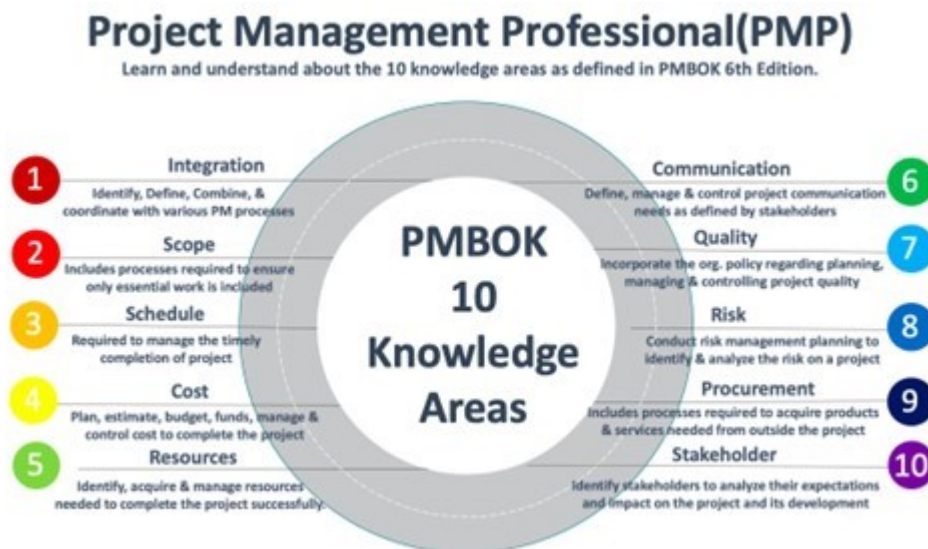 Project Management Professional(PMP)
Learn and understand about the 10 knowledge areas as defined in PMBOK 6th Edition.
1
Integration
Identify, Define, Combine, &
coordinate with various PM processes
2
Scope
Includes processes required to ensure
only essential work is included
3
Schedule
Required to manage the timely
completion of project
4
Cost
Plan, estimate, budget, funds, manage &
control cost to complete the project
5
Resources
Identify, acquire & manage resources
needed to complete the project successfully.
PMBOK
10
Knowledge
Areas
Communication
6
Define, manage & control project communication
needs as defined by stakeholders
Quality
7
Incorporate the org. policy regarding planning,
managing & controlling project quality
Risk
8
Conduct risk management planning to
identify & analyze the risk on a project
Procurement
9
Includes processes required to acquire products
& services needed from outside the project
Stakeholder
10
Identify stakeholders to analyze their expectations
and impact on the project and its development